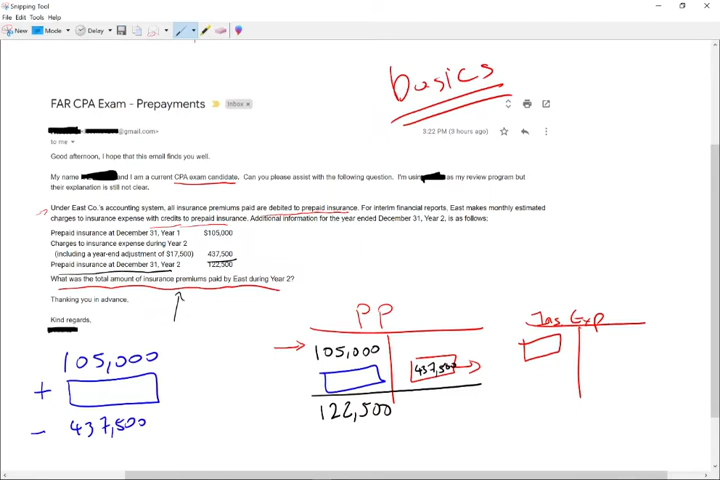 Snipping Tool
File Edit Tools Help
New Mode Delay
basics
FAR CPA Exam - Prepayments Inbox
@gmail.com>
3:22 PM (3 hours ago)
to me
Good afternoon, I hope that this email finds you well.
My name and I am a current CPA exam candidate. Can you please assist with the following question. I'm using as my review program but
their explanation is still not clear.
Under East Co.'s accounting system, all insurance premiums paid are debited to prepaid insurance. For interim financial reports, East makes monthly estimated
charges to insurance expense with credits to prepaid insurance. Additional information for the year ended December 31, Year 2, is as follows:
Prepaid insurance at December 31, Year 1 $105,000
Charges to insurance expense during Year 2
(including a year-end adjustment of $17,500) 437,500
Prepaid insurance at December 31, Year 2 122,500
What was the total amount of insurance premiums paid by East during Year 2?
Thanking you in advance,
Kind regards,
PP
Ins Exp
105,000
437,500
122,500
105,000
+
- 437,500